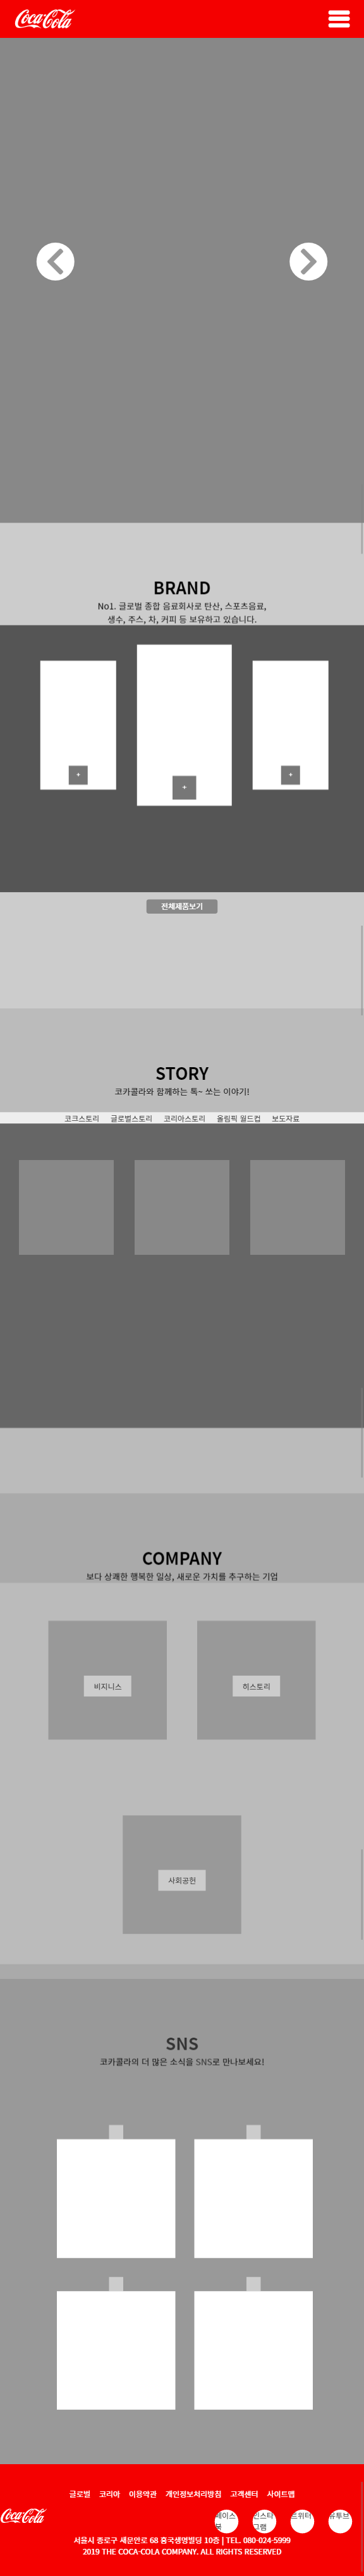 Coca-Cola
BRAND
No1. 글로벌 종합 음료회사로 탄산, 스포츠음료,
생수, 주스, 차, 커피 등 보유하고 있습니다.
+ + +
전체제품보기
STORY
코카콜라와 함께하는 톡~ 쏘는 이야기!
코크스토리 글로벌스토리 코리아스토리 올림픽 월드컵 보도자료
COMPANY
보다 상쾌한 행복한 일상, 새로운 가치를 추구하는 기업
비지니스 히스토리
사회공헌
SNS
코카콜라의 더 많은 소식을 SNS로 만나보세요!
글로벌 코리아 이용약관 개인정보처리방침 고객센터 사이트맵
Coca-Cola
페이스북 인스타그램 트위터 유투브
서울시 종로구 새문안로 68 흥국생명빌딩 10층 | TEL. 080-024-5999
2019 THE COCA-COLA COMPANY. ALL RIGHTS RESERVED